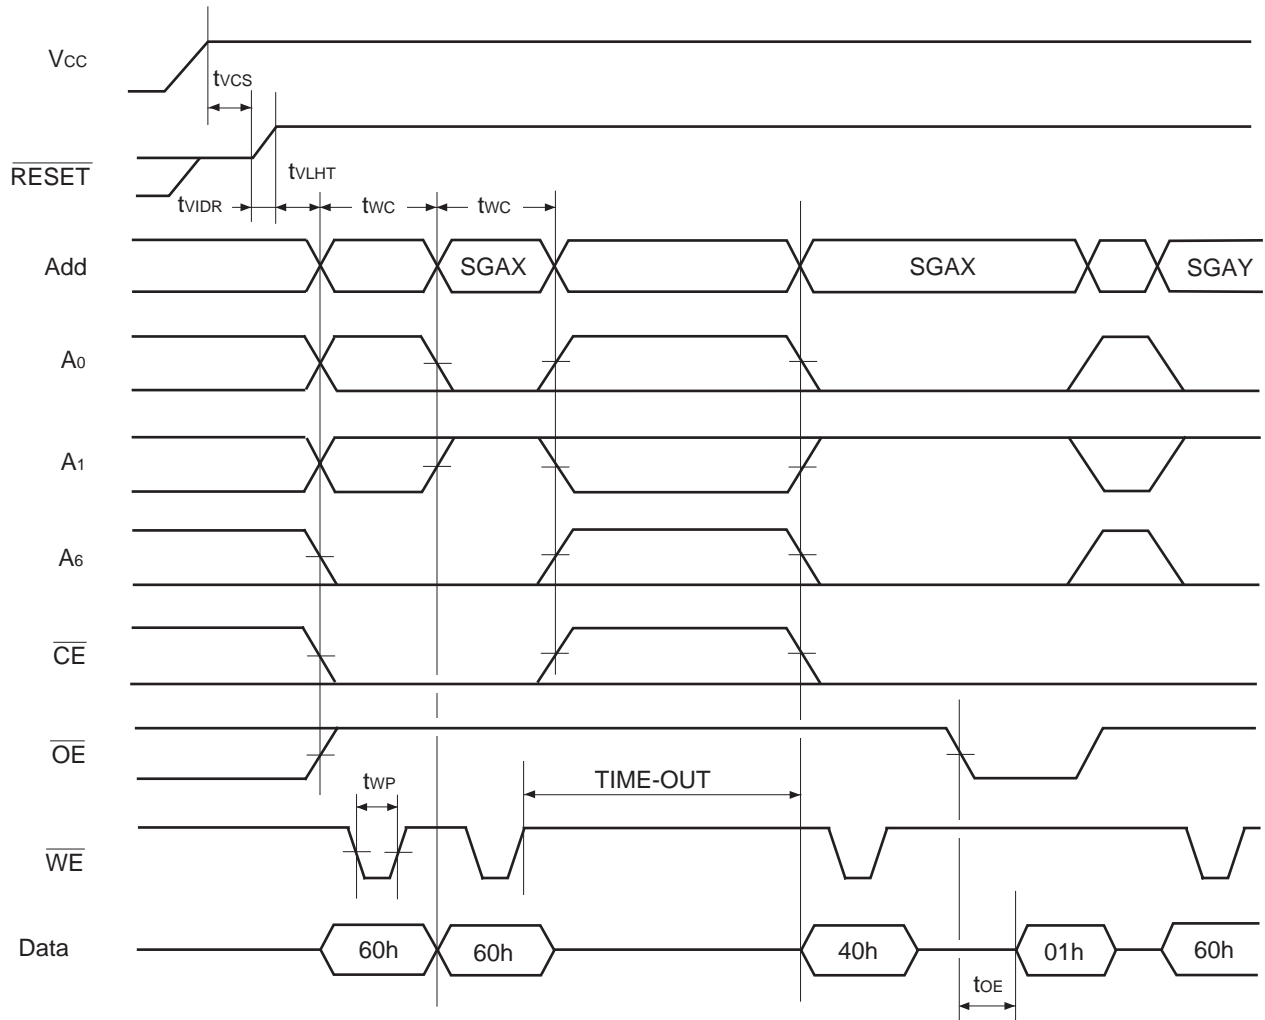 VCC
tVCS
RESET
tVLHT
tVIDR
tWC
tWC
Add
SGAX
SGAX
SGAY
A0
A1
A6
CE
OE
tWP
TIME-OUT
WE
Data
60h
60h
40h
01h
60h
tOE